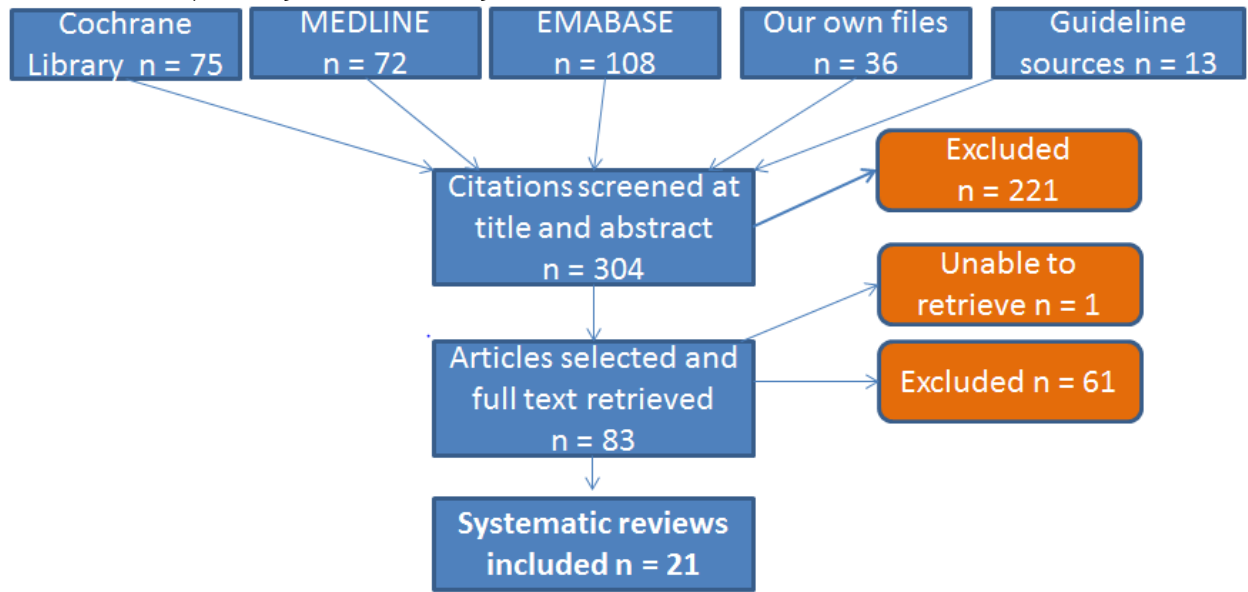 Cochrane
Library n = 75
MEDLINE
n = 72
EMABASE
n = 108
Our own files
n = 36
Guideline
sources n = 13
Citations screened at
title and abstract
n = 304
Excluded
n = 221
Unable to
retrieve n = 1
Articles selected and
full text retrieved
n = 83
Excluded n = 61
Systematic reviews
included n = 21